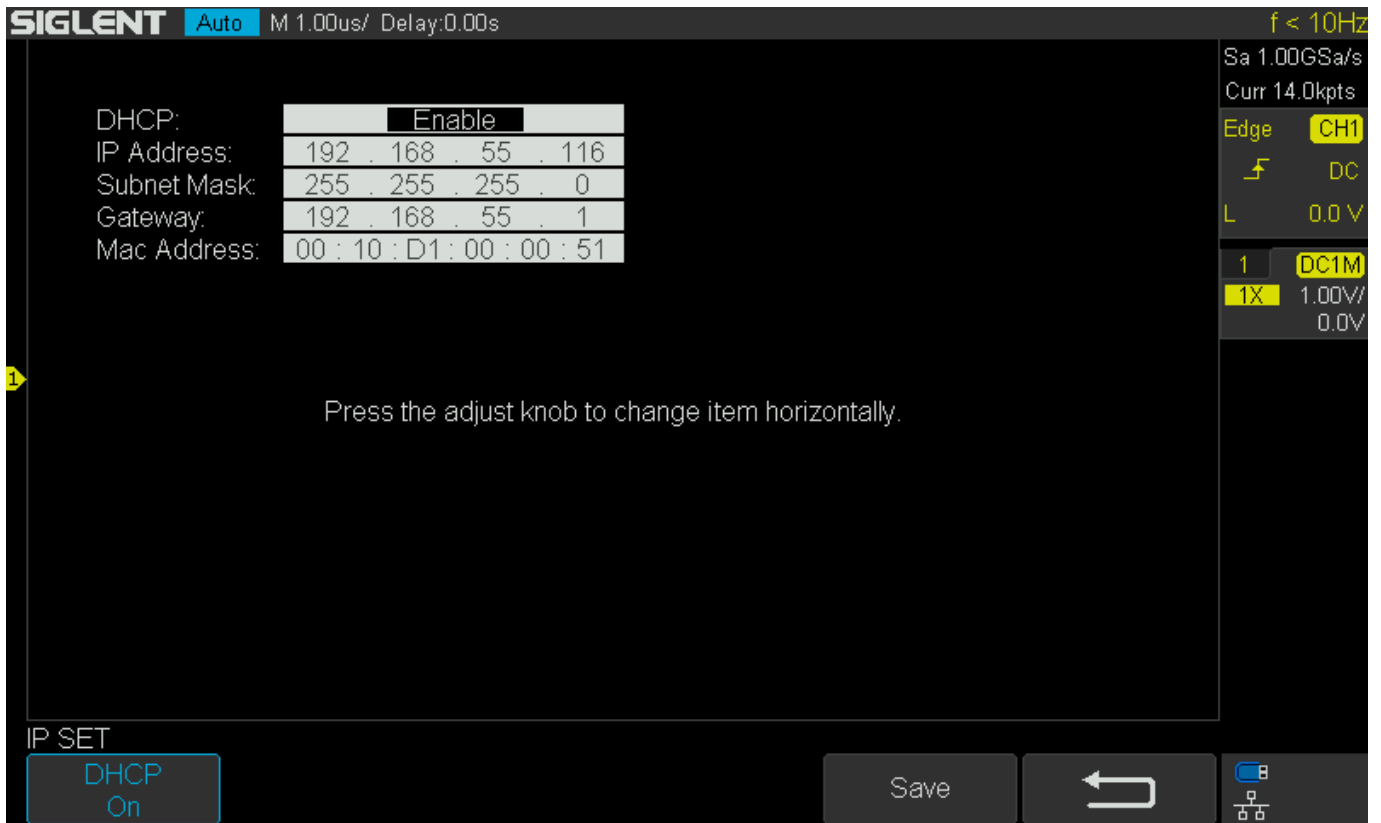 SIGLENT Auto M 1.00us/ Delay:0.00s f < 10Hz
Sa 1.00GSa/s
Curr 14.0kpts
DHCP: Enable
IP Address: 192 . 168 . 55 . 116
Subnet Mask: 255 . 255 . 255 . 0
Gateway: 192 . 168 . 55 . 1
Mac Address: 00 : 10 : D1 : 00 : 00 : 51
Edge CH1
DC
L 0.0 V
1 DC1M
1X 1.00V/
0.0V
1
Press the adjust knob to change item horizontally.
IP SET
DHCP
On
Save